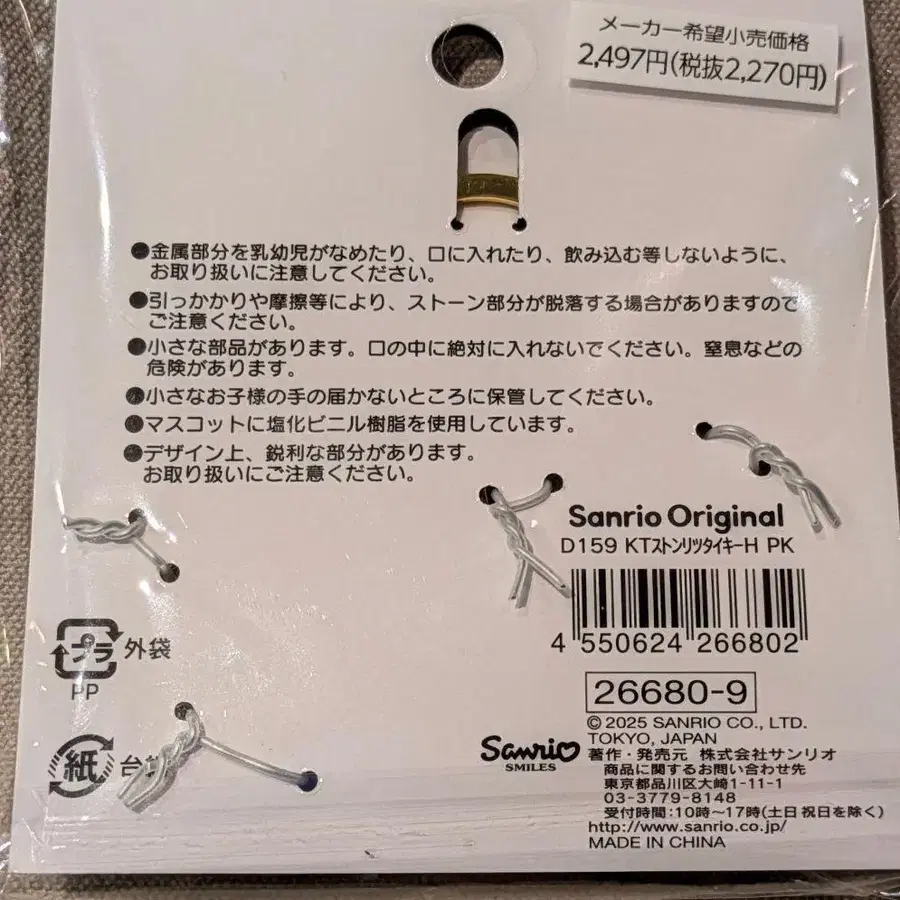 メーカー希望小売価格
2,497円(税抜2,270円)
●金属部分を乳幼児がなめたり、口に入れたり、飲み込む等しないように、
お取り扱いに注意してください。
●引っかかりや摩擦等により、ストーン部分が脱落する場合がありますので
ご注意ください。
●小さな部品があります。口の中に絶対に入れないでください。窒息などの
危険があります。
●小さなお子様の手の届かないところに保管してください。
●マスコットに塩化ビニル樹脂を使用しています。
●デザイン上、鋭利な部分があります。
お取り扱いにご注意ください。
Sanrio Original
D159 KTストンリツタイキーH PK
4 550624 266802
26680-9
プラ 外袋
PP
紙 台
© 2025 SANRIO CO., LTD.
TOKYO, JAPAN
Sanrio
SMILES
著作・発売元 株式会社サンリオ
商品に関するお問い合わせ先
東京都品川区大崎1-11-1
03-3779-8148
受付時間:10時～17時(土日祝日を除く)
http://www.sanrio.co.jp/
MADE IN CHINA